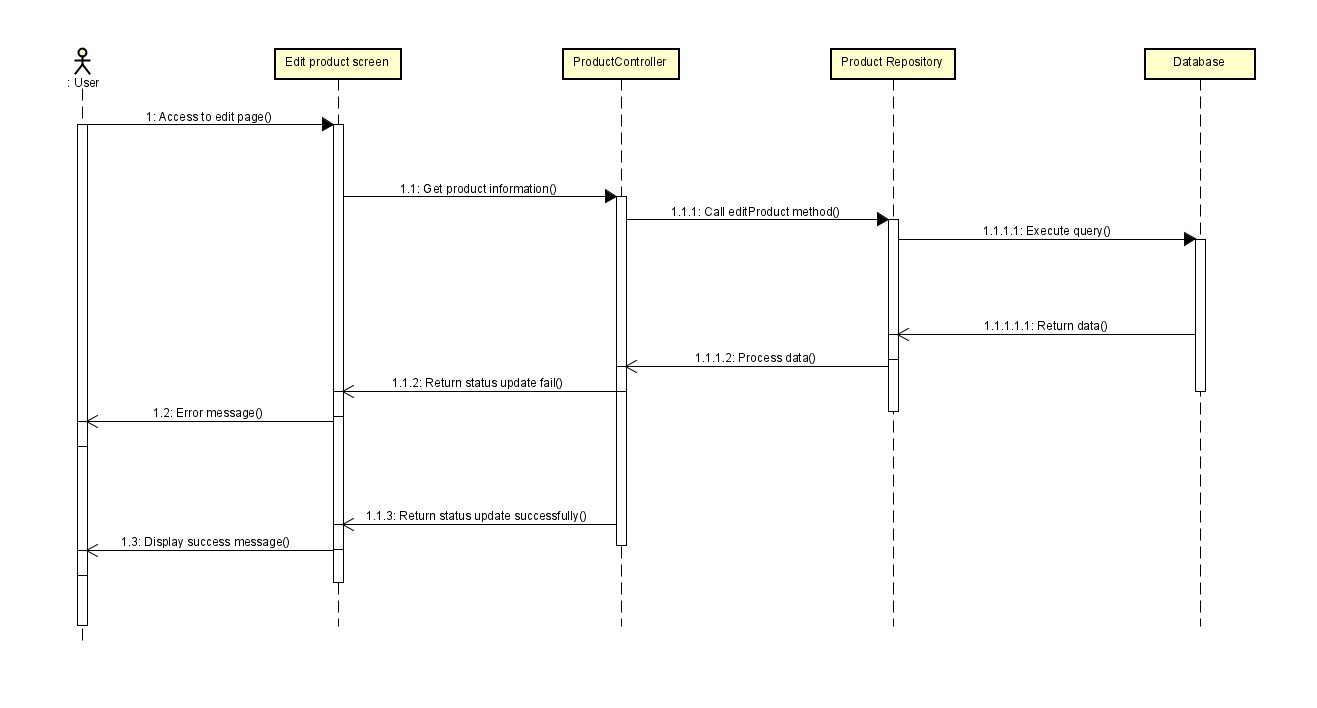 : User
Edit product screen
ProductController
Product Repository
Database
1: Access to edit page()
1.1: Get product information()
1.1.1: Call editProduct method()
1.1.1.1: Execute query()
1.1.1.1.1: Return data()
1.1.1.2: Process data()
1.1.2: Return status update fail()
1.2: Error message()
1.1.3: Return status update successfully()
1.3: Display success message()